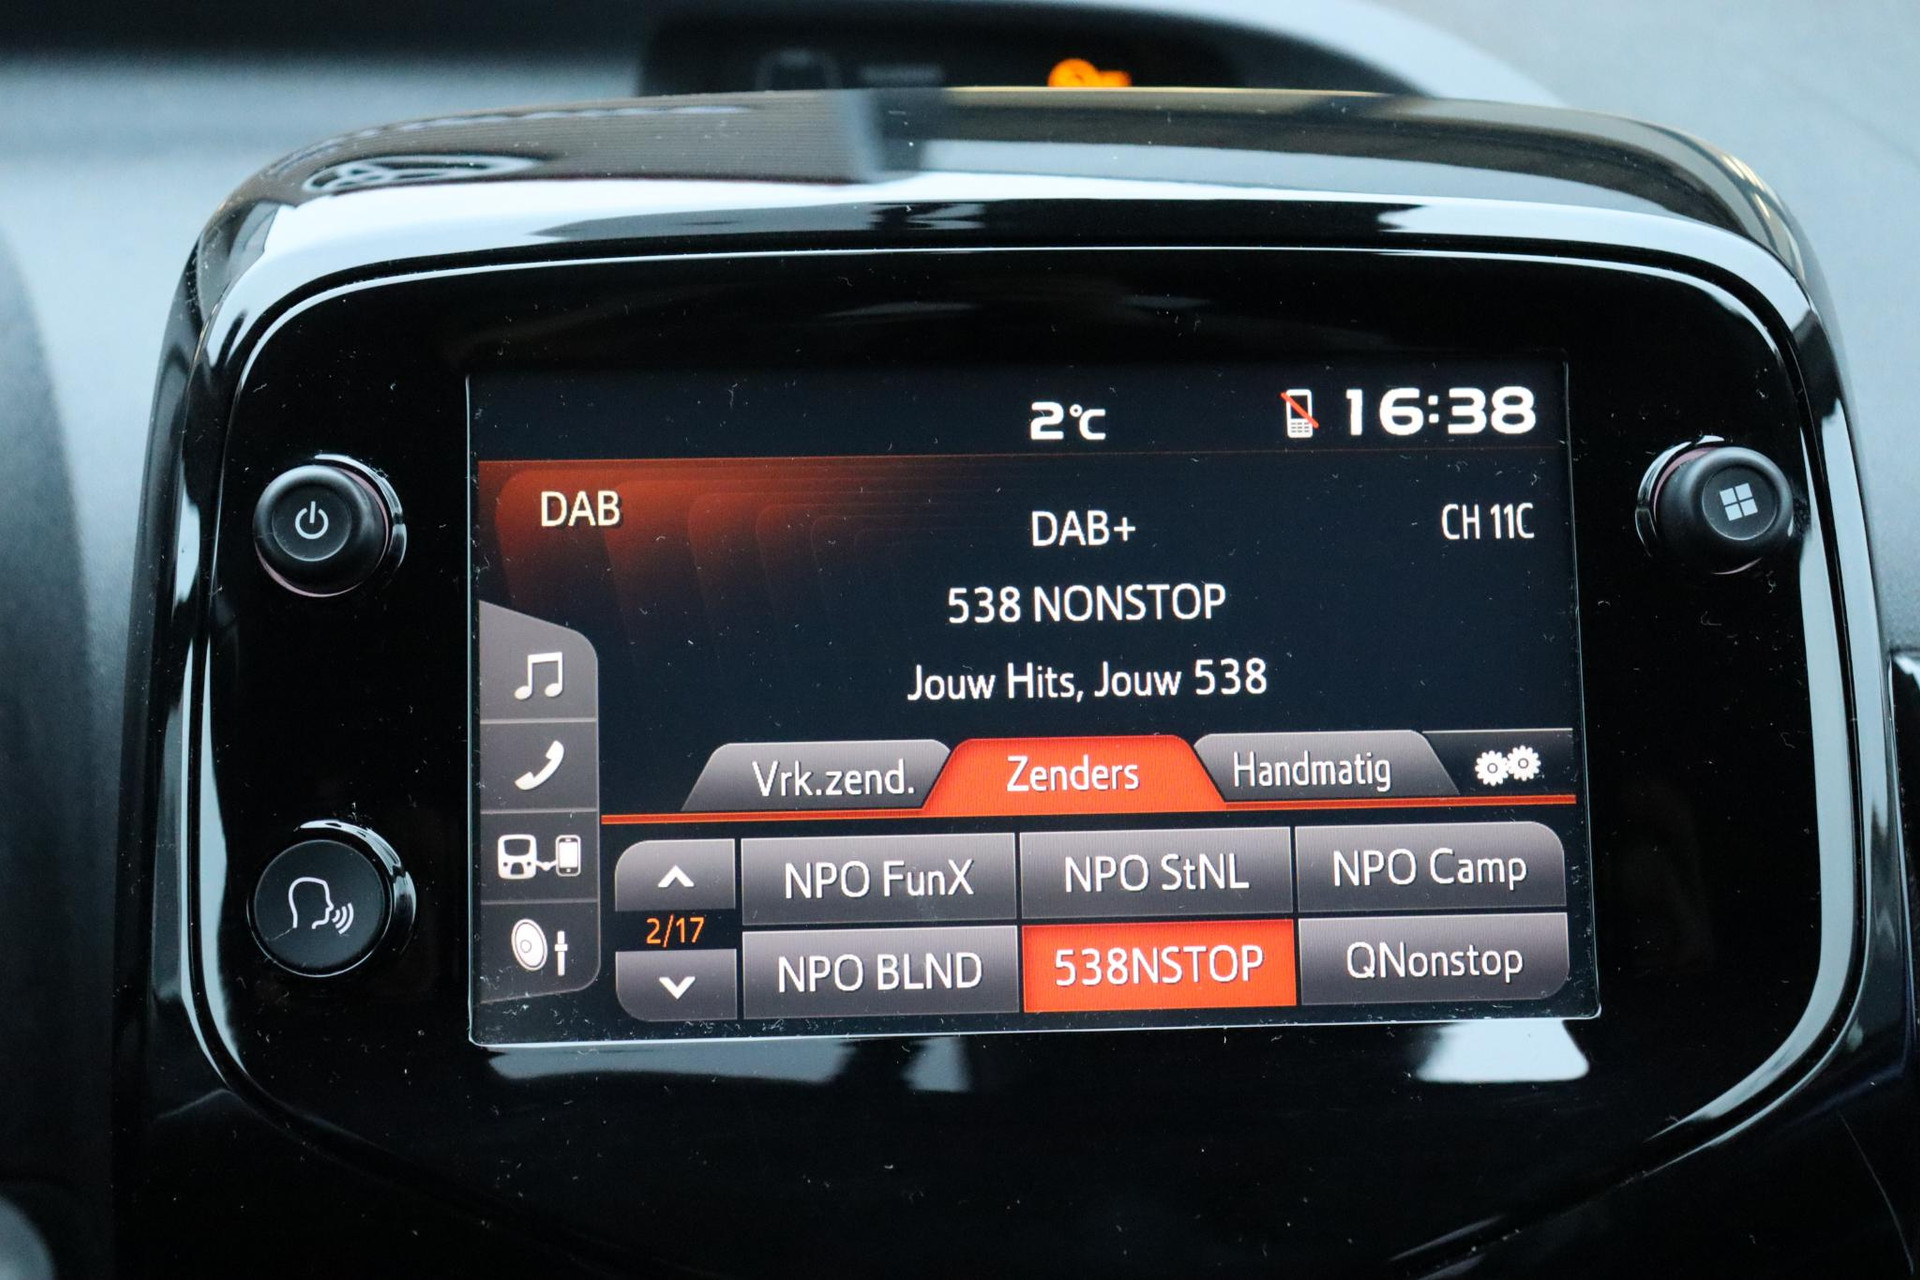 2°C 16:38
DAB DAB+ CH 11C
538 NONSTOP
Jouw Hits, Jouw 538
Vrk.zend. Zenders Handmatig
NPO FunX NPO StNL NPO Camp
2/17
NPO BLND 538NSTOP QNonstop